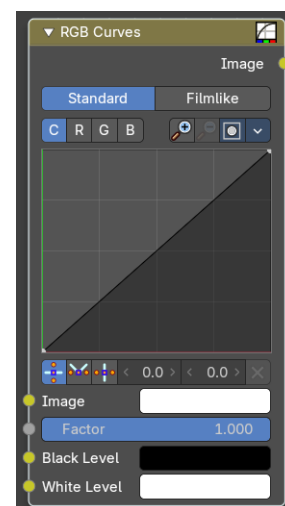 RGB Curves
Image
Standard Filmlike
C R G B
0.0 0.0
Image
Factor 1.000
Black Level
White Level